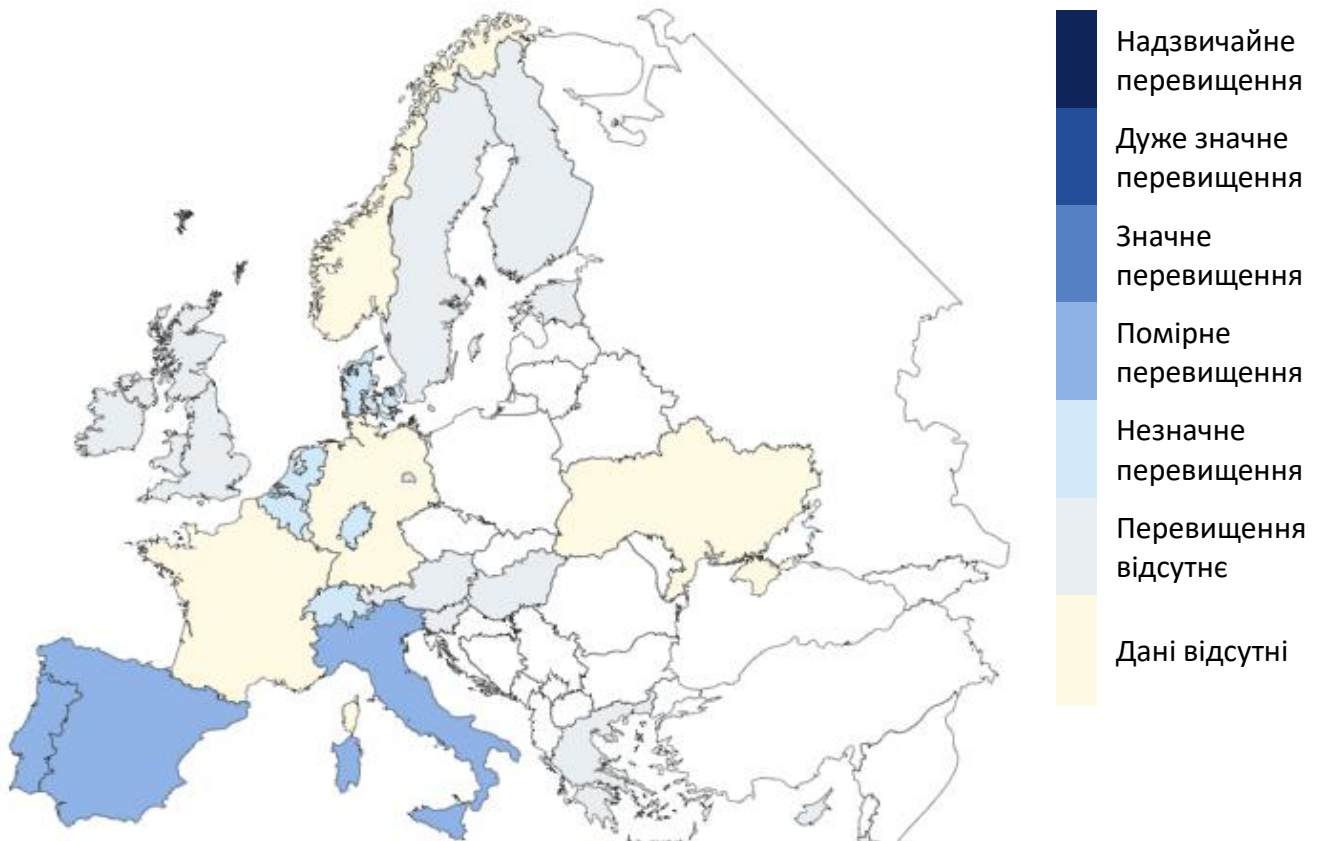 Надзвичайне
перевищення
Дуже значне
перевищення
Значне
перевищення
Помірне
перевищення
Незначне
перевищення
Перевищення
відсутнє
Дані відсутні